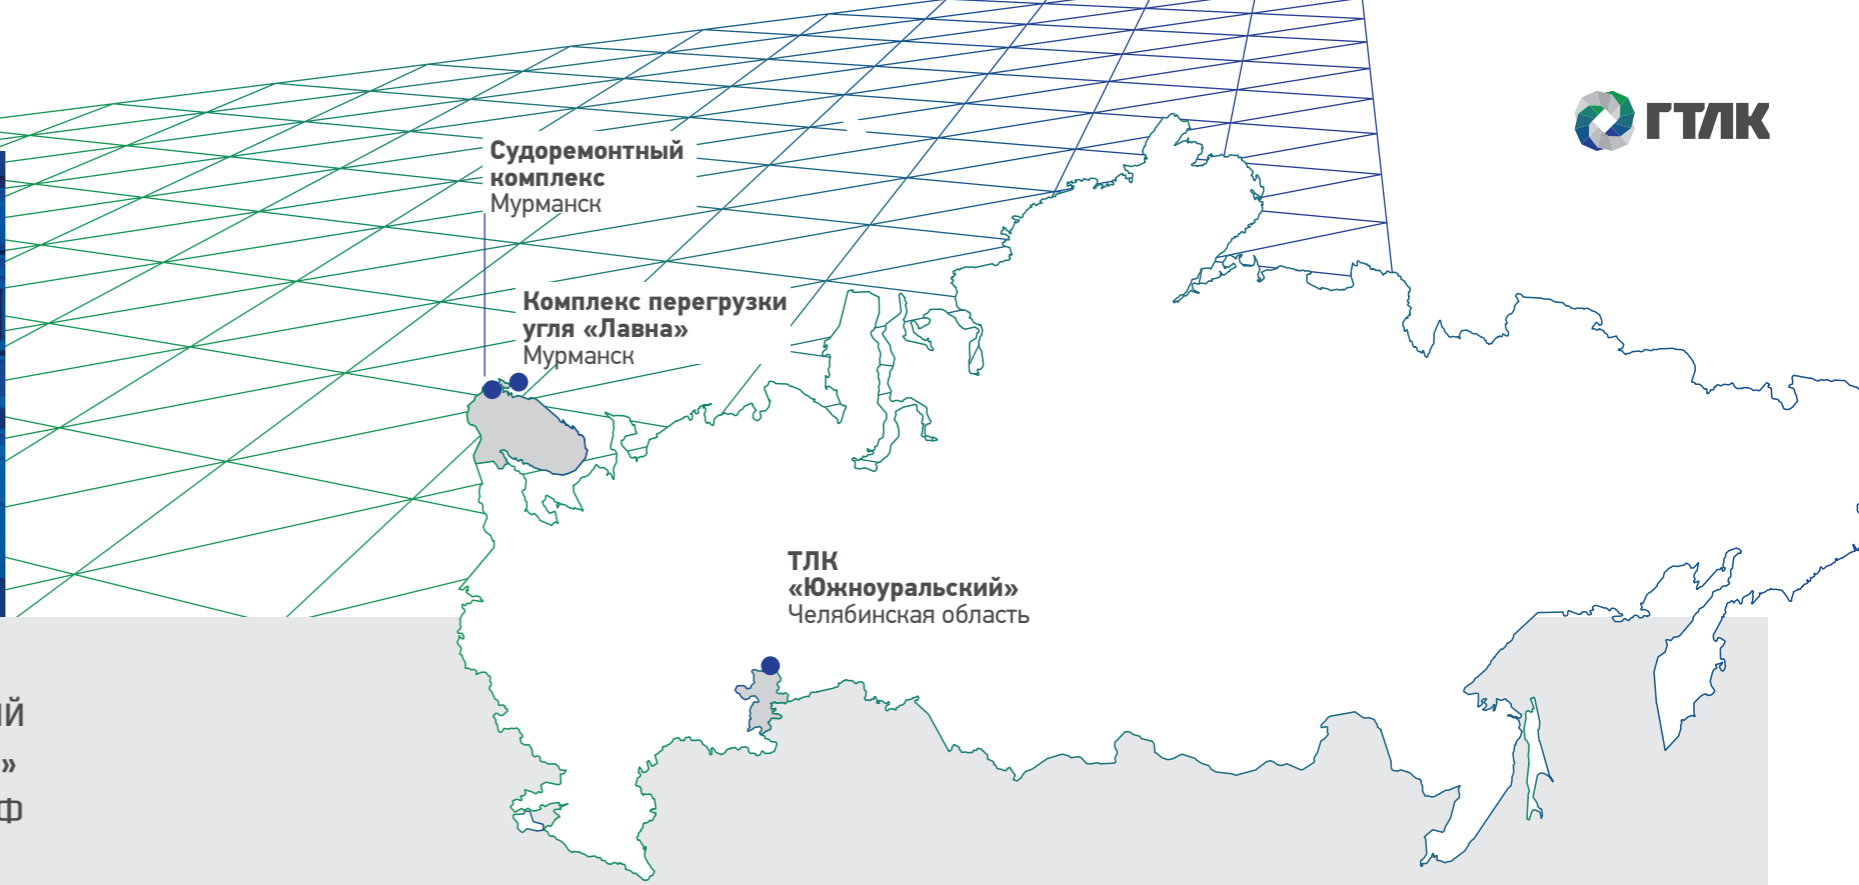 ГТЛК
Судоремонтный
комплекс
Мурманск
Комплекс перегрузки
угля «Лавна»
Мурманск
ТЛК
«Южноуральский»
Челябинская область
»